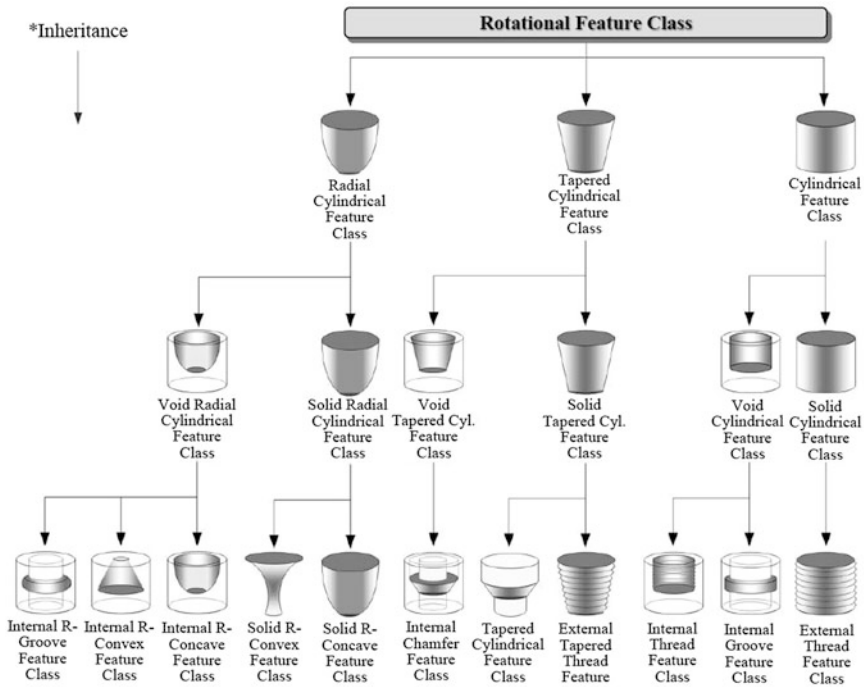 *Inheritance
Rotational Feature Class
Radial
Cylindrical
Feature
Class
Tapered
Cylindrical
Feature
Class
Cylindrical
Feature
Class
Void Radial
Cylindrical
Feature
Class
Solid Radial
Cylindrical
Feature
Class
Void
Tapered Cyl.
Feature
Class
Solid
Tapered Cyl.
Feature
Class
Void
Cylindrical
Feature
Class
Solid
Cylindrical
Feature
Class
Internal R-
Groove
Feature
Class
Internal R-
Convex
Feature
Class
Internal R-
Concave
Feature
Class
Solid R-
Convex
Feature
Class
Solid R-
Concave
Feature
Class
Internal
Chamfer
Feature
Class
Tapered
Cylindrical
Feature
Class
External
Tapered
Thread
Feature
Internal
Thread
Feature
Class
Internal
Groove
Feature
Class
External
Thread
Feature
Class